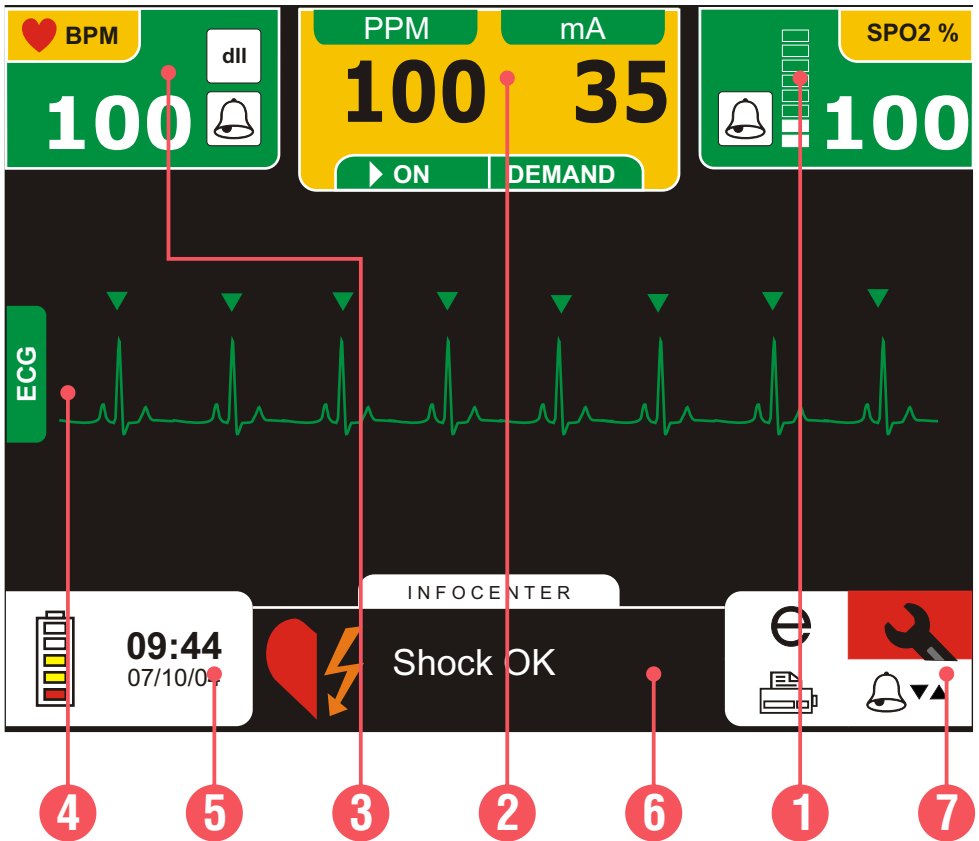 BPM
dII
100
PPM
mA
100
35
ON
DEMAND
SPO2 %
100
ECG
INFOCENTER
09:44
07/10/04
Shock OK
e
4
5
3
2
6
1
7